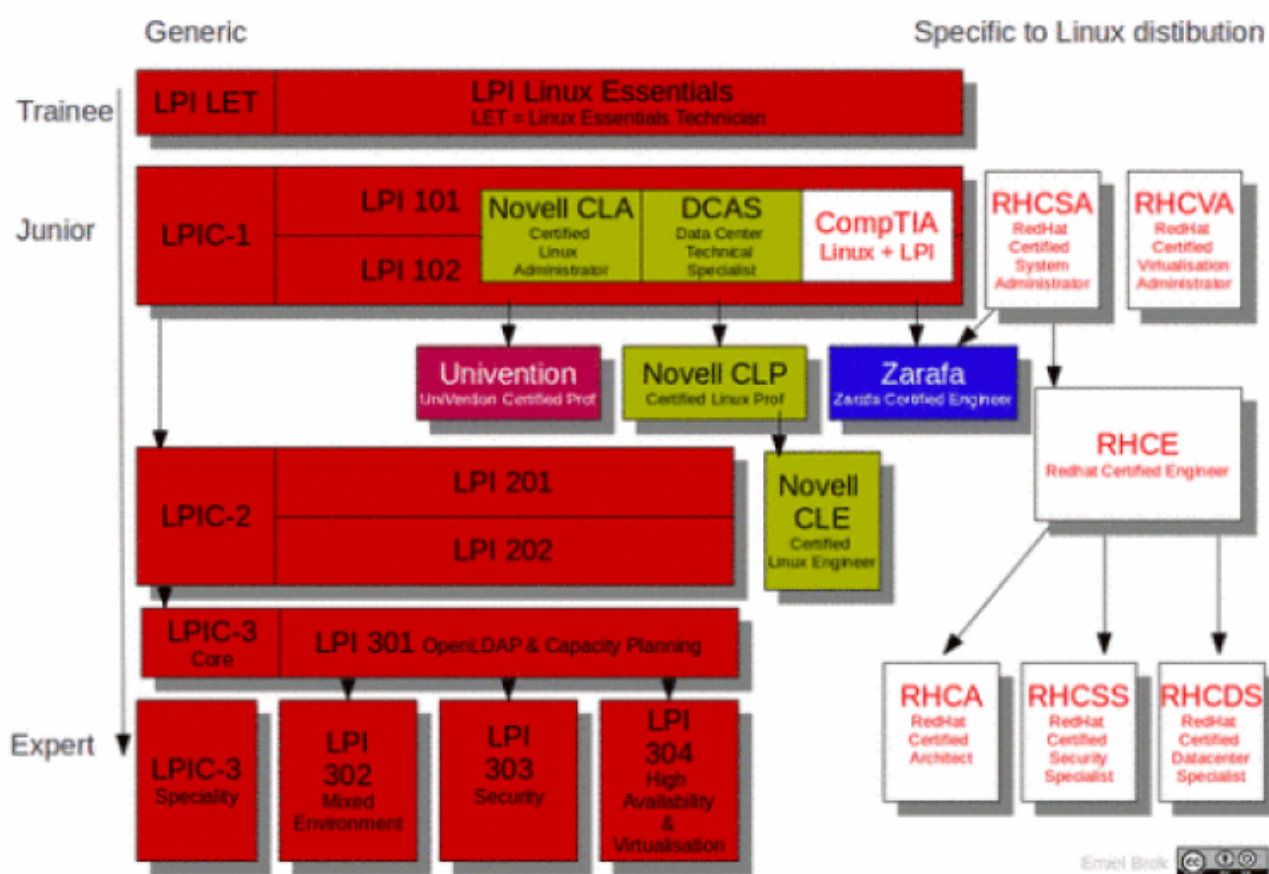 Generic
Specific to Linux distibution
Trainee
LPI LET
LPI Linux Essentials
LET = Linux Essentials Technician
Junior
LPIC-1
LPI 101
LPI 102
Novell CLA
Certified
Linux
Administrator
DCAS
Data Center
Technical
Specialist
CompTIA
Linux + LPI
RHCSA
RedHat
Certified
System
Administrator
RHCVA
RedHat
Certified
Virtualisation
Administrator
Univention
UniVention Certified Prof
Novell CLP
Certified Linux Prof
Zarafa
Zarafa Certified Engineer
RHCE
Redhat Certified Engineer
LPIC-2
LPI 201
LPI 202
Novell
CLE
Certified
Linux Engineer
LPIC-3
Core
LPI 301 OpenLDAP & Capacity Planning
Expert
LPIC-3
Speciality
LPI
302
Mixed
Environment
LPI
303
Security
LPI
304
High
Availability
&
Virtualisation
RHCA
RedHat
Certified
Architect
RHCSS
RedHat
Certified
Security
Specialist
RHCDS
RedHat
Certified
Datacenter
Specialist
Emiel Brok
cc